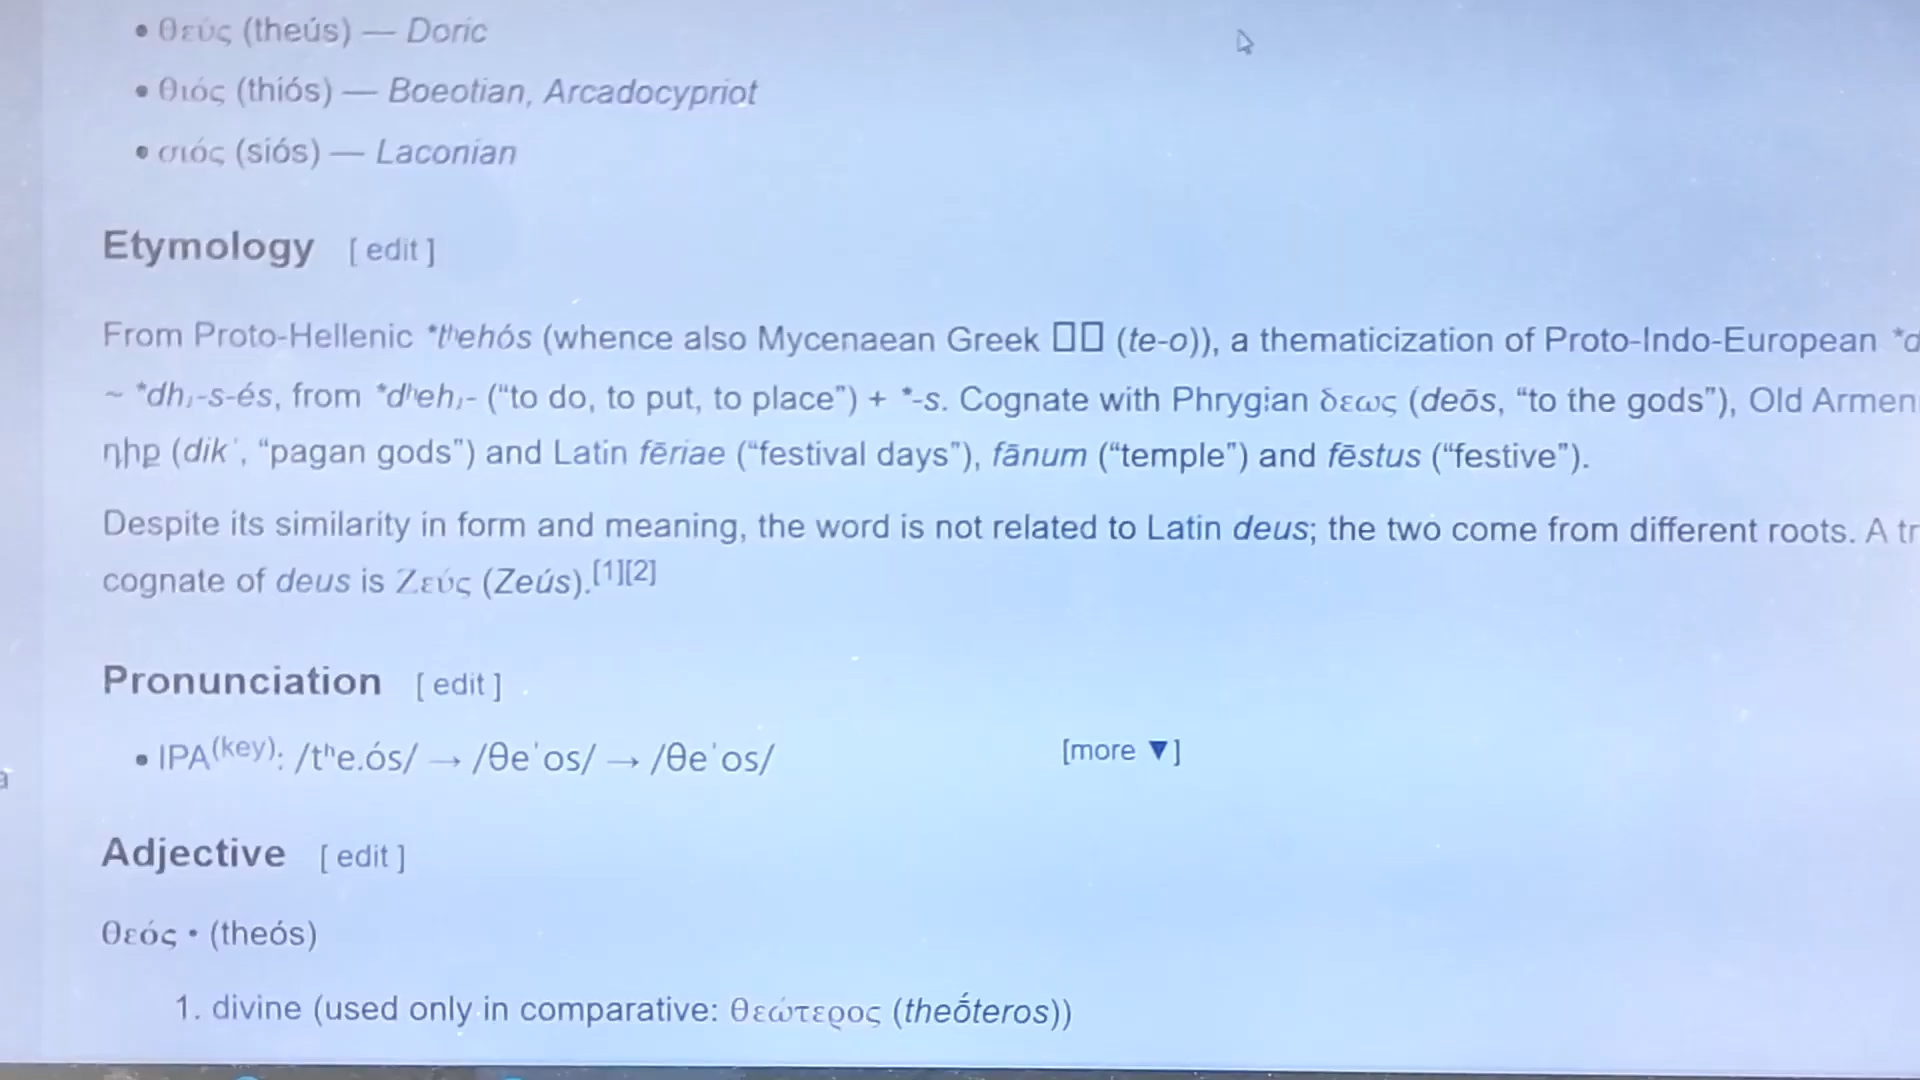 • θεύς (theús) — Doric
• θιός (thiós) — Boeotian, Arcadocypriot
• σιός (siós) — Laconian
Etymology [ edit ]
From Proto-Hellenic *tʰehós (whence also Mycenaean Greek □□ (te-o)), a thematicization of Proto-Indo-European
~ *dh₁-s-és, from *dʰeh₁- (“to do, to put, to place”) + *-s. Cognate with Phrygian δεως (deōs, “to the gods”), Old Armen
դիք (dikʿ, “pagan gods”) and Latin fēriae (“festival days”), fānum (“temple”) and fēstus (“festive”).
Despite its similarity in form and meaning, the word is not related to Latin deus; the two come from different roots. A tr
cognate of deus is Ζεύς (Zeús).[1][2]
Pronunciation [ edit ]
• IPA(key): /tʰe.ós/ → /θeˈos/ → /θeˈos/ [more ▼]
Adjective [ edit ]
θεός • (theós)
1. divine (used only in comparative: θεώτερος (theṓteros))